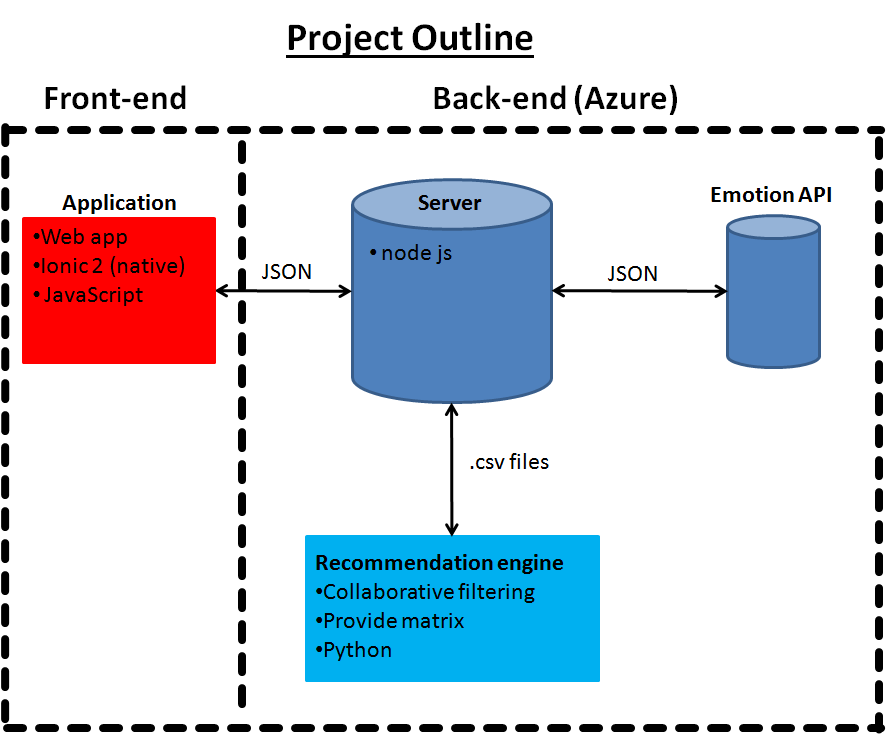 Project Outline
Front-end
Back-end (Azure)
Application
•Web app
•Ionic 2 (native)
•JavaScript
JSON
Server
• node js
JSON
Emotion API
.csv files
Recommendation engine
•Collaborative filtering
•Provide matrix
•Python